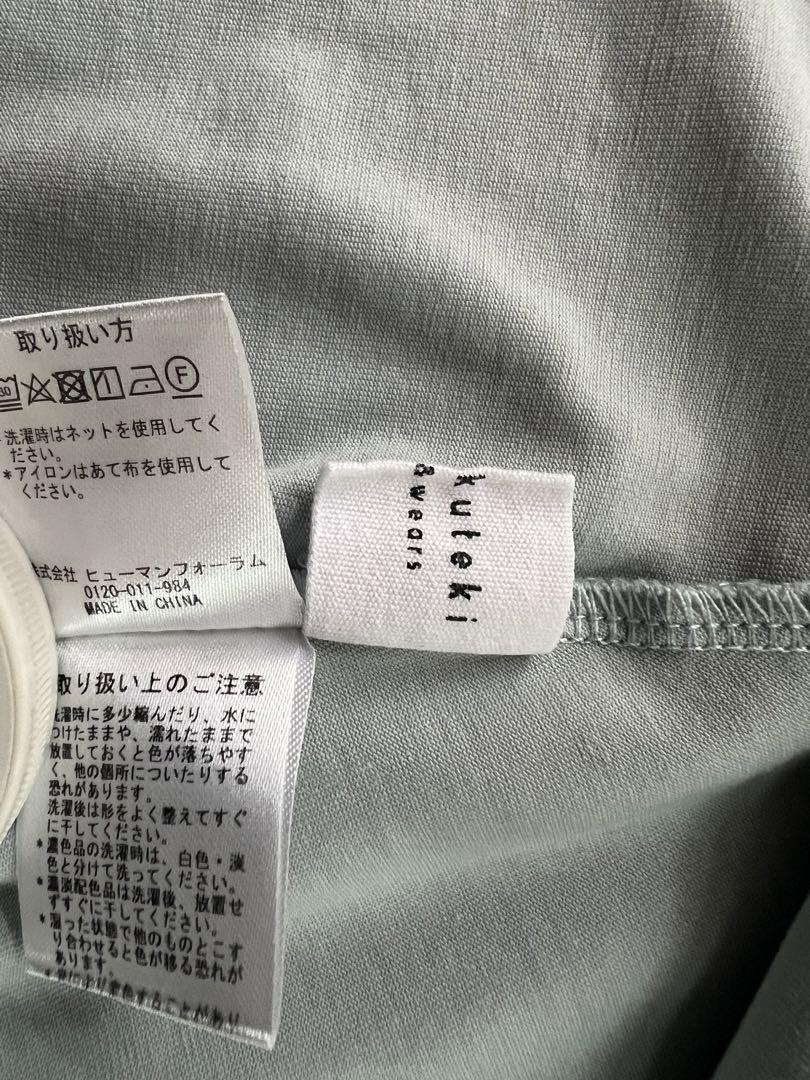 取り扱い方
30
F
洗濯時はネットを使用してく
ださい。
*アイロンはあて布を使用して
ください。
株式会社 ヒューマンフォーラム
0120-011-984
MADE IN CHINA
kuteki
&wears
取り扱い上のご注意
洗濯時に多少縮んだり、水に
つけたままや、濡れたままで
放置しておくと色が落ちやす
く、他の個所についたりする
恐れがあります。
洗濯後は形をよく整えてすぐ
に干してください。
*濃色品の洗濯時は、白色・淡
色と分けて洗ってください。
*濃淡配色品は洗濯後、放置せ
ずすぐに干してください。
*湿った状態で他のものとこす
り合わせると色が移る恐れが
あります。
することがあり